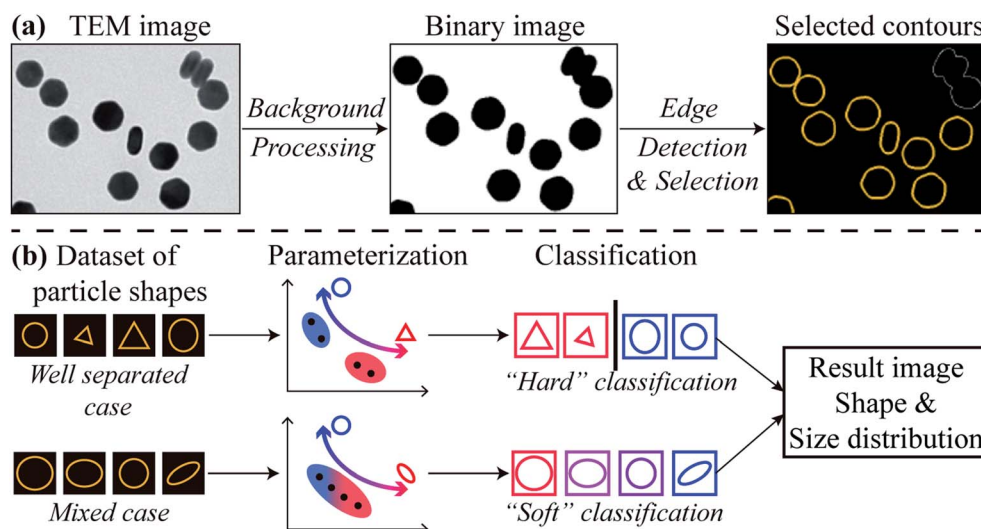 (a) TEM image
Binary image
Selected contours
Background
Processing
Edge
Detection
& Selection
(b) Dataset of
particle shapes
Parameterization
Classification
Well separated
case
“Hard” classification
Result image
Shape &
Size distribution
Mixed case
“Soft” classification